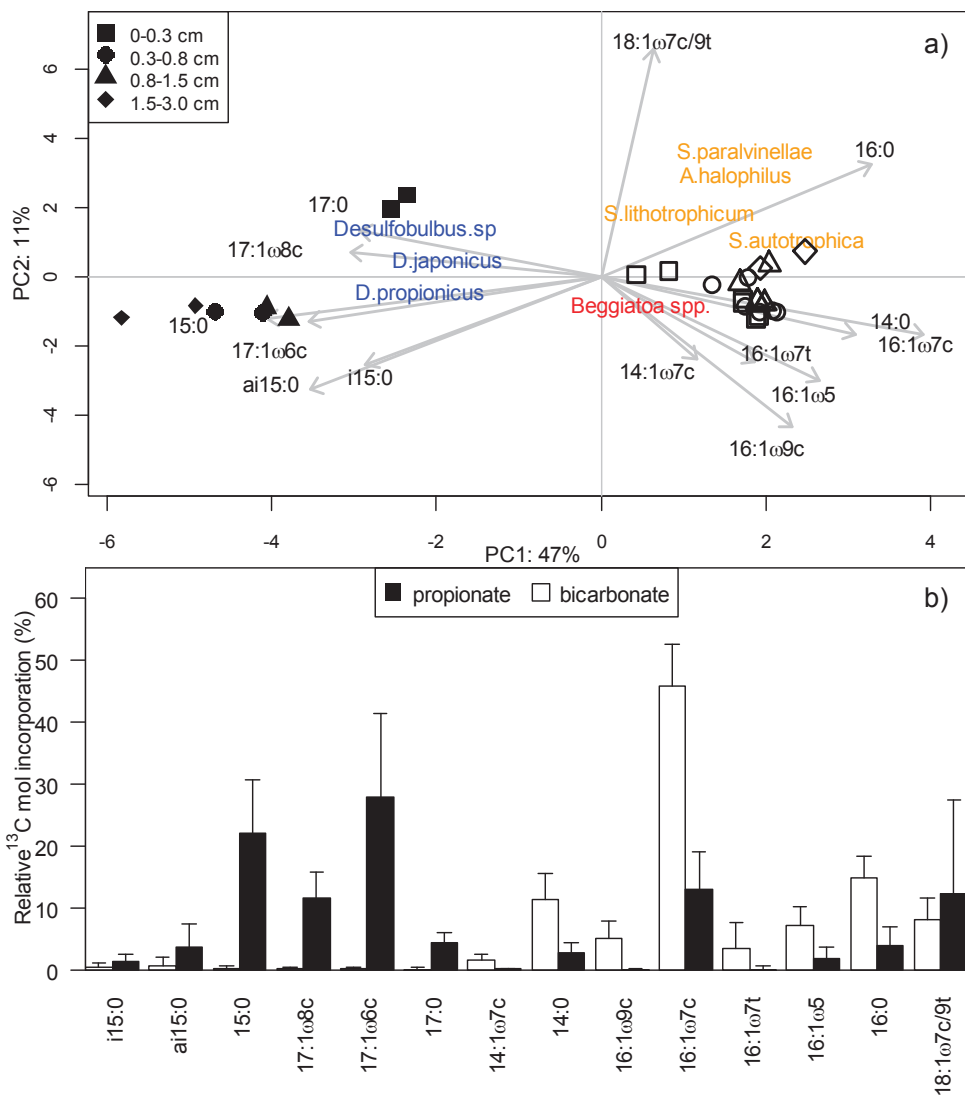 a)
0-0.3 cm
0.3-0.8 cm
0.8-1.5 cm
1.5-3.0 cm
18:1ω7c/9t
S.paralvinellae
A.halophilus
16:0
S.lithotrophicum
S.autotrophica
17:0
Desulfobulbus.sp
17:1ω8c
D.japonicus
D.propionicus
Beggiatoa spp.
15:0
17:1ω6c
ai15:0
i15:0
14:0
16:1ω7c
16:1ω7t
14:1ω7c
16:1ω5
16:1ω9c
PC2: 11%
6
4
2
0
-2
-4
-6
-6 -4 -2 0 2 4
PC1: 47%
b)
propionate bicarbonate
Relative 13C mol incorporation (%)
60
50
40
30
20
10
0
i15:0
ai15:0
15:0
17:1ω8c
17:1ω6c
17:0
14:1ω7c
14:0
16:1ω9c
16:1ω7c
16:1ω7t
16:1ω5
16:0
18:1ω7c/9t